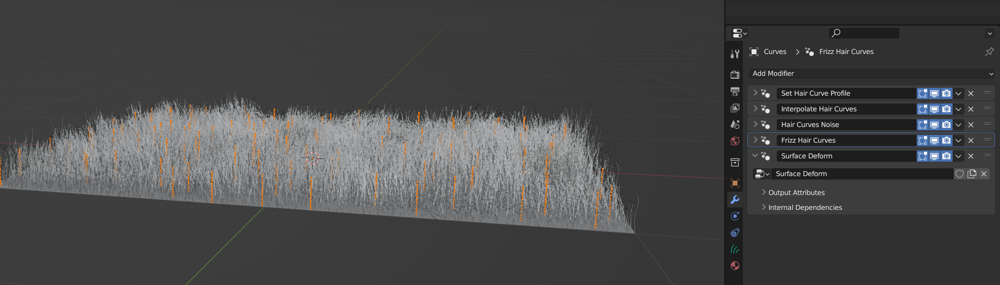 Curves > Frizz Hair Curves
Add Modifier
Set Hair Curve Profile
Interpolate Hair Curves
Hair Curves Noise
Frizz Hair Curves
Surface Deform
Surface Deform
Output Attributes
Internal Dependencies